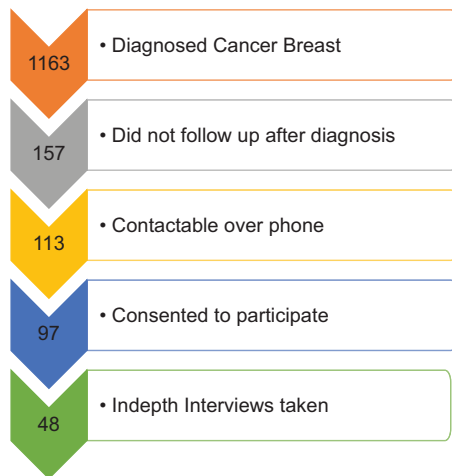 1163
• Diagnosed Cancer Breast
157
• Did not follow up after diagnosis
113
• Contactable over phone
97
• Consented to participate
48
• Indepth Interviews taken